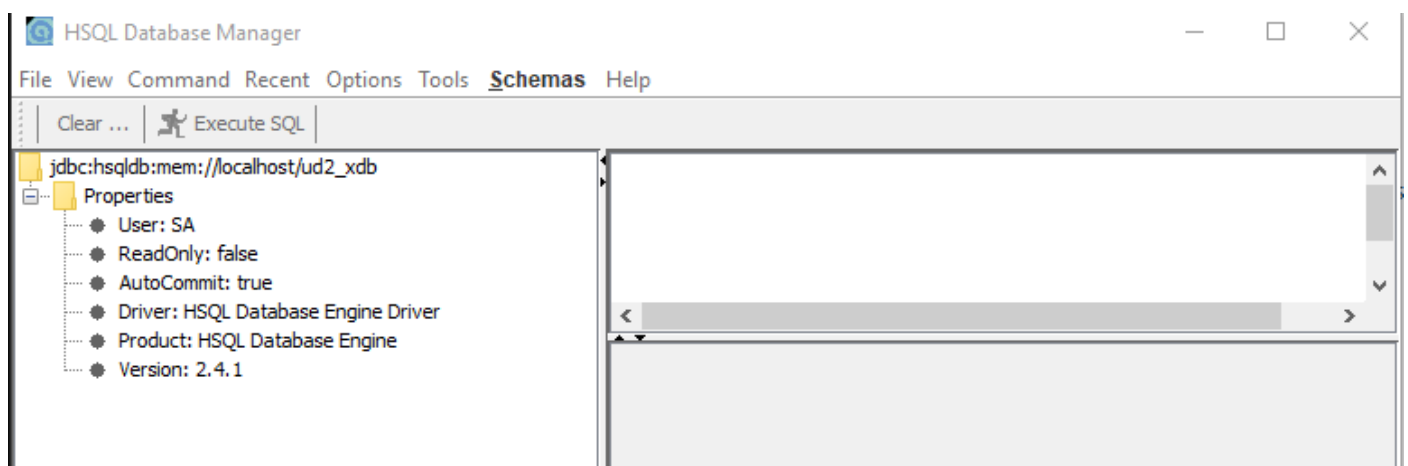 HSQL Database Manager
File View Command Recent Options Tools Schemas Help
Clear ... Execute SQL
jdbc:hsqldb:mem://localhost/ud2_xdb
Properties
User: SA
ReadOnly: false
AutoCommit: true
Driver: HSQL Database Engine Driver
Product: HSQL Database Engine
Version: 2.4.1